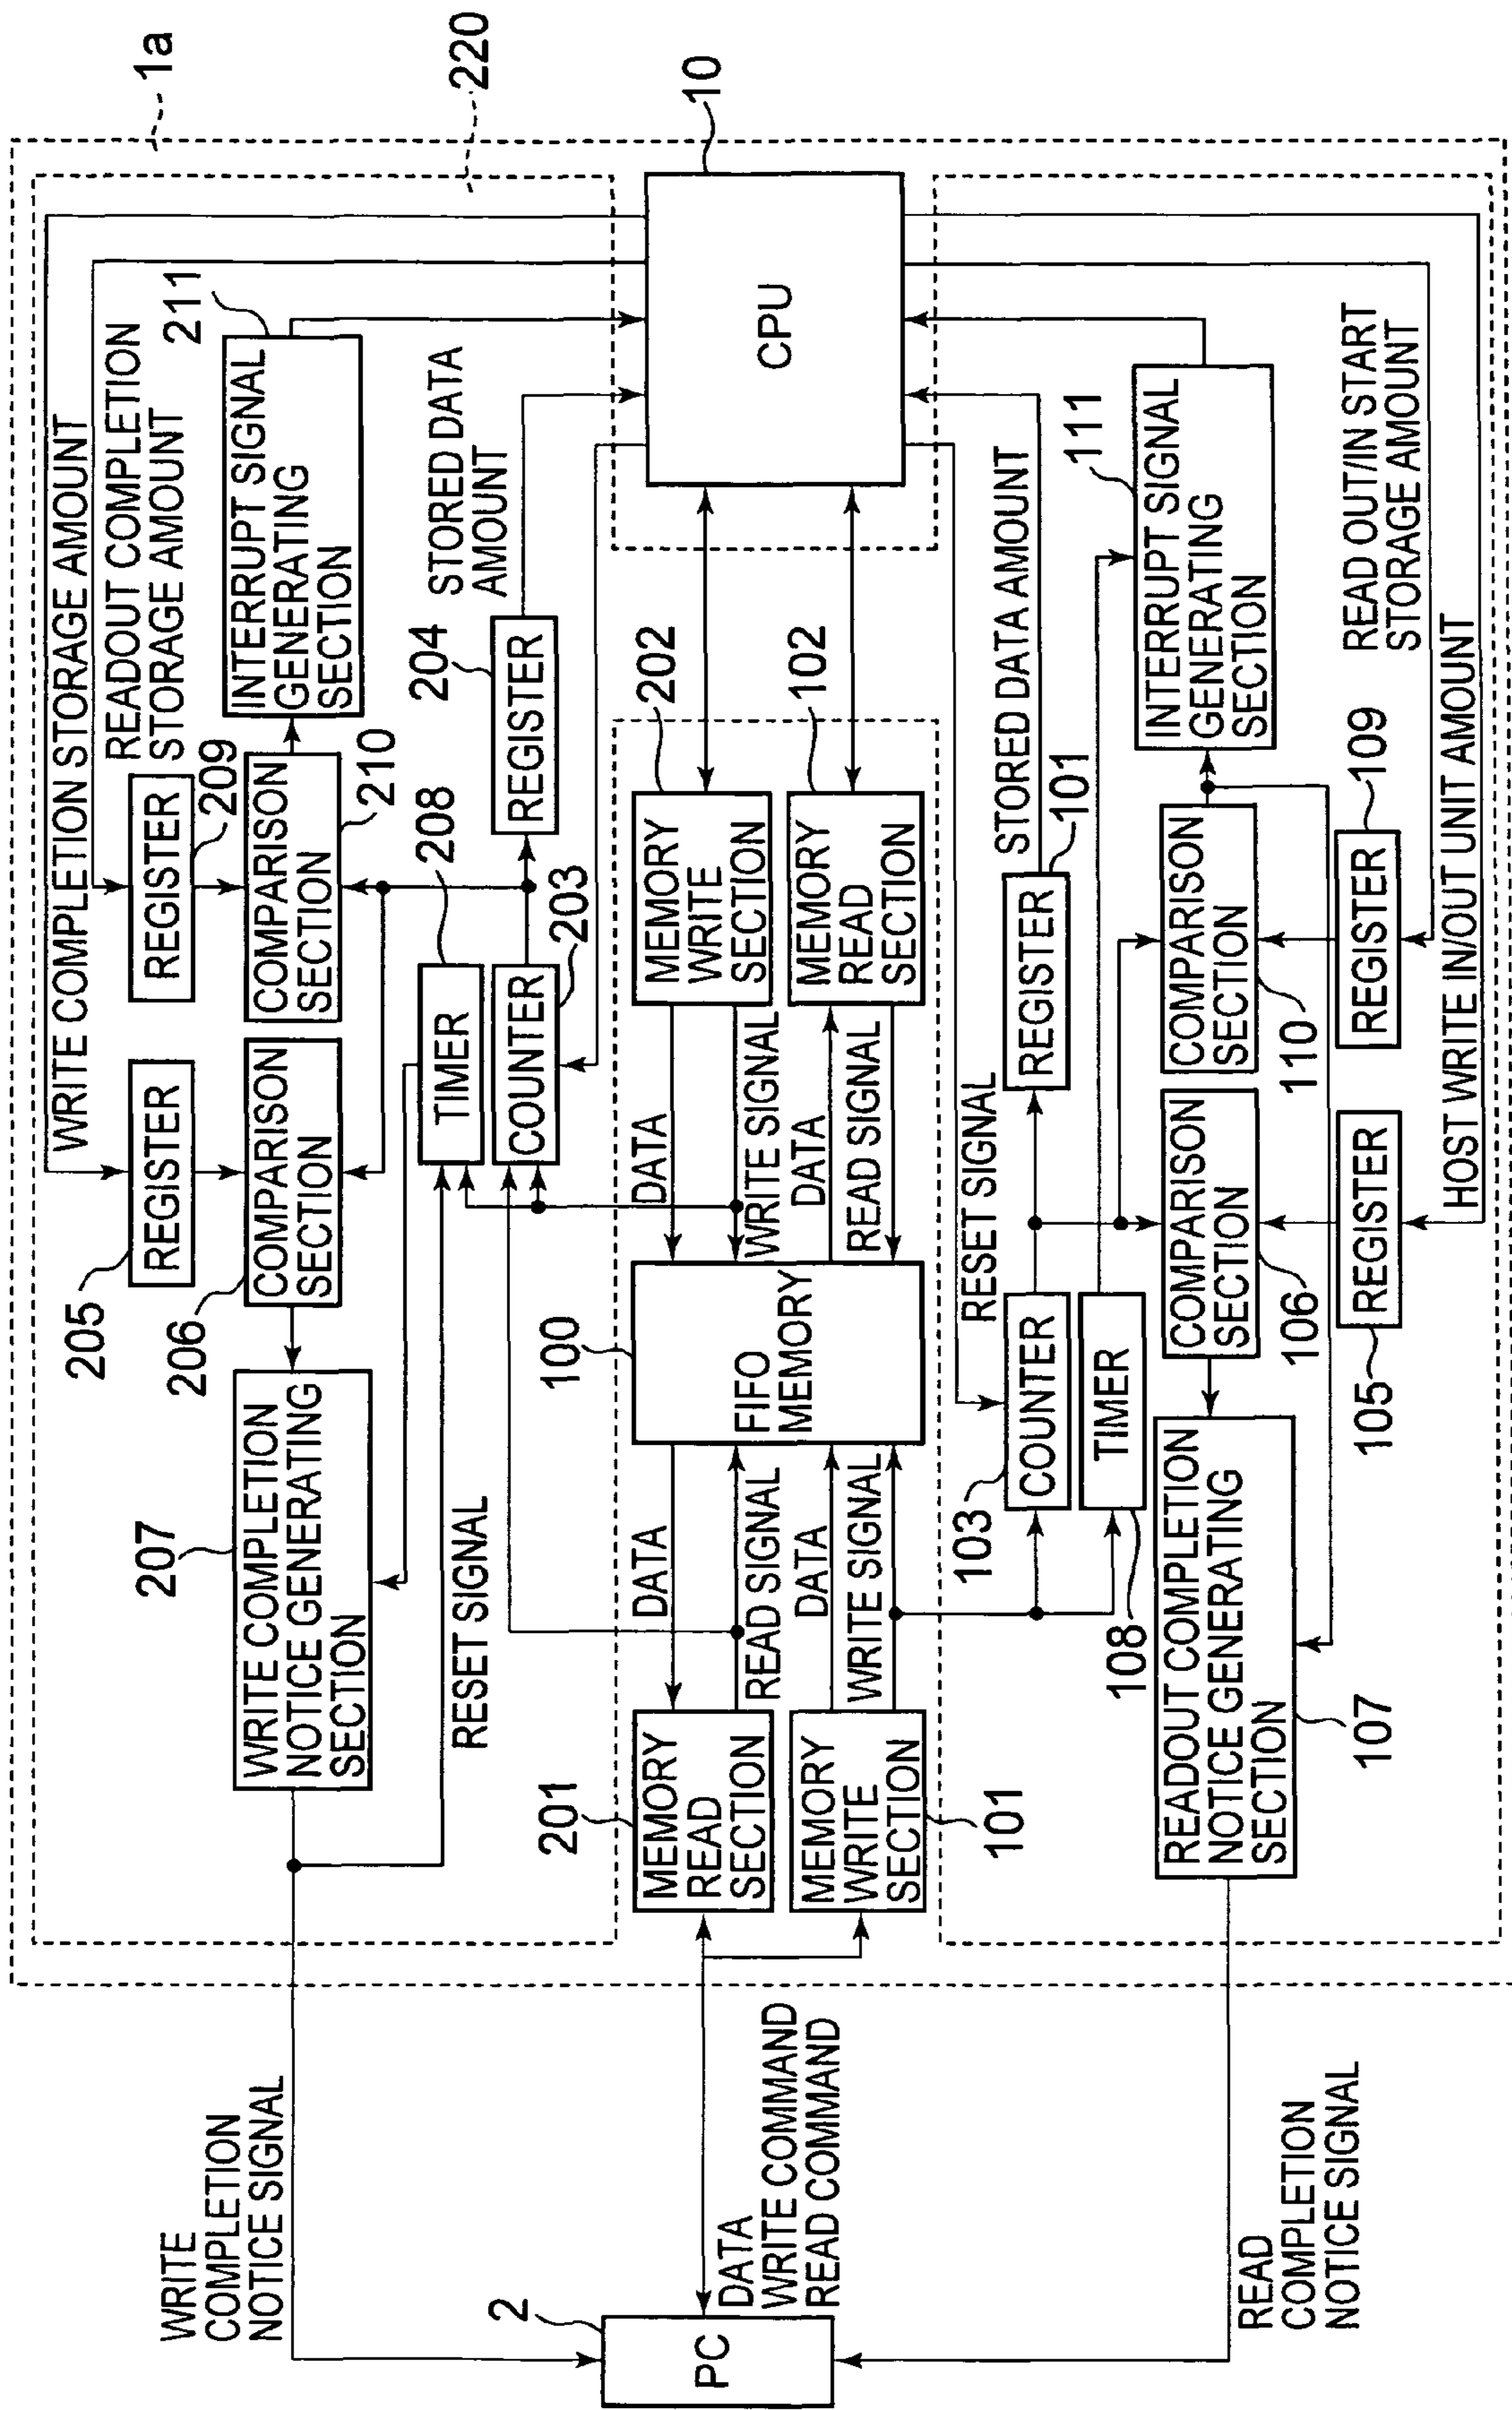 1a
220
10
WRITE COMPLETION STORAGE AMOUNT
READOUT COMPLETION
STORAGE AMOUNT
211
INTERRUPT SIGNAL
GENERATING
SECTION
REGISTER
209
COMPARISON
SECTION
210
REGISTER
205
COMPARISON
SECTION
206
WRITE COMPLETION
NOTICE GENERATING
SECTION
207
STORED DATA
AMOUNT
204
REGISTER
208
TIMER
COUNTER
203
RESET SIGNAL
WRITE
COMPLETION
NOTICE SIGNAL
2
PC
DATA
WRITE COMMAND
READ COMMAND
201
MEMORY
READ
SECTION
MEMORY
WRITE
SECTION
101
DATA
READ SIGNAL
DATA
WRITE SIGNAL
100
FIFO
MEMORY
DATA
WRITE SIGNAL
DATA
READ SIGNAL
202
MEMORY
WRITE
SECTION
102
MEMORY
READ
SECTION
CPU
RESET SIGNAL
STORED DATA AMOUNT
103
COUNTER
REGISTER
101
TIMER
108
READOUT COMPLETION
NOTICE GENERATING
SECTION
107
COMPARISON
SECTION
106
COMPARISON
SECTION
110
INTERRUPT SIGNAL
GENERATING
SECTION
111
REGISTER
105
REGISTER
109
READ OUT/IN START
STORAGE AMOUNT
HOST WRITE IN/OUT UNIT AMOUNT
READ
COMPLETION
NOTICE SIGNAL